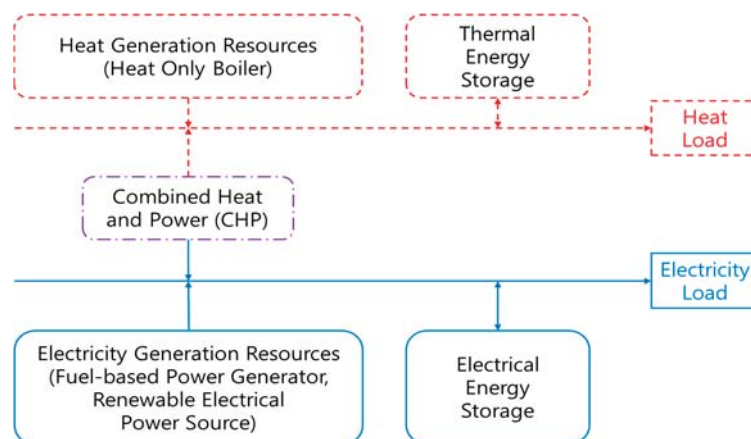 Heat Generation Resources
(Heat Only Boiler)
Thermal
Energy
Storage
Heat
Load
Combined Heat
and Power (CHP)
Electricity
Load
Electricity Generation Resources
(Fuel-based Power Generator,
Renewable Electrical
Power Source)
Electrical
Energy
Storage